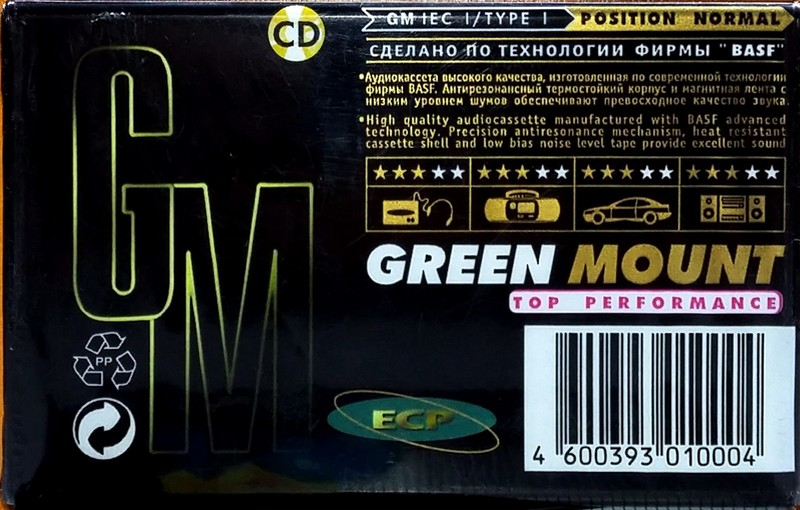 CD
GM IEC I/TYPE I POSITION NORMAL
СДЕЛАНО ПО ТЕХНОЛОГИИ ФИРМЫ "BASF"
•Аудиокассета высокого качества, изготовленная по современной технологии
фирмы BASF. Антирезонансный термостойкий корпус и магнитная лента с
низким уровнем шумов обеспечивают превосходное качество звука.
•High quality audiocassette manufactured with BASF advanced
technology. Precision antiresonance mechanism, heat resistant
cassette shell and low bias noise level tape provide excellent sound
GM
GREEN MOUNT
TOP PERFORMANCE
PP
ECP
4 600393 010004